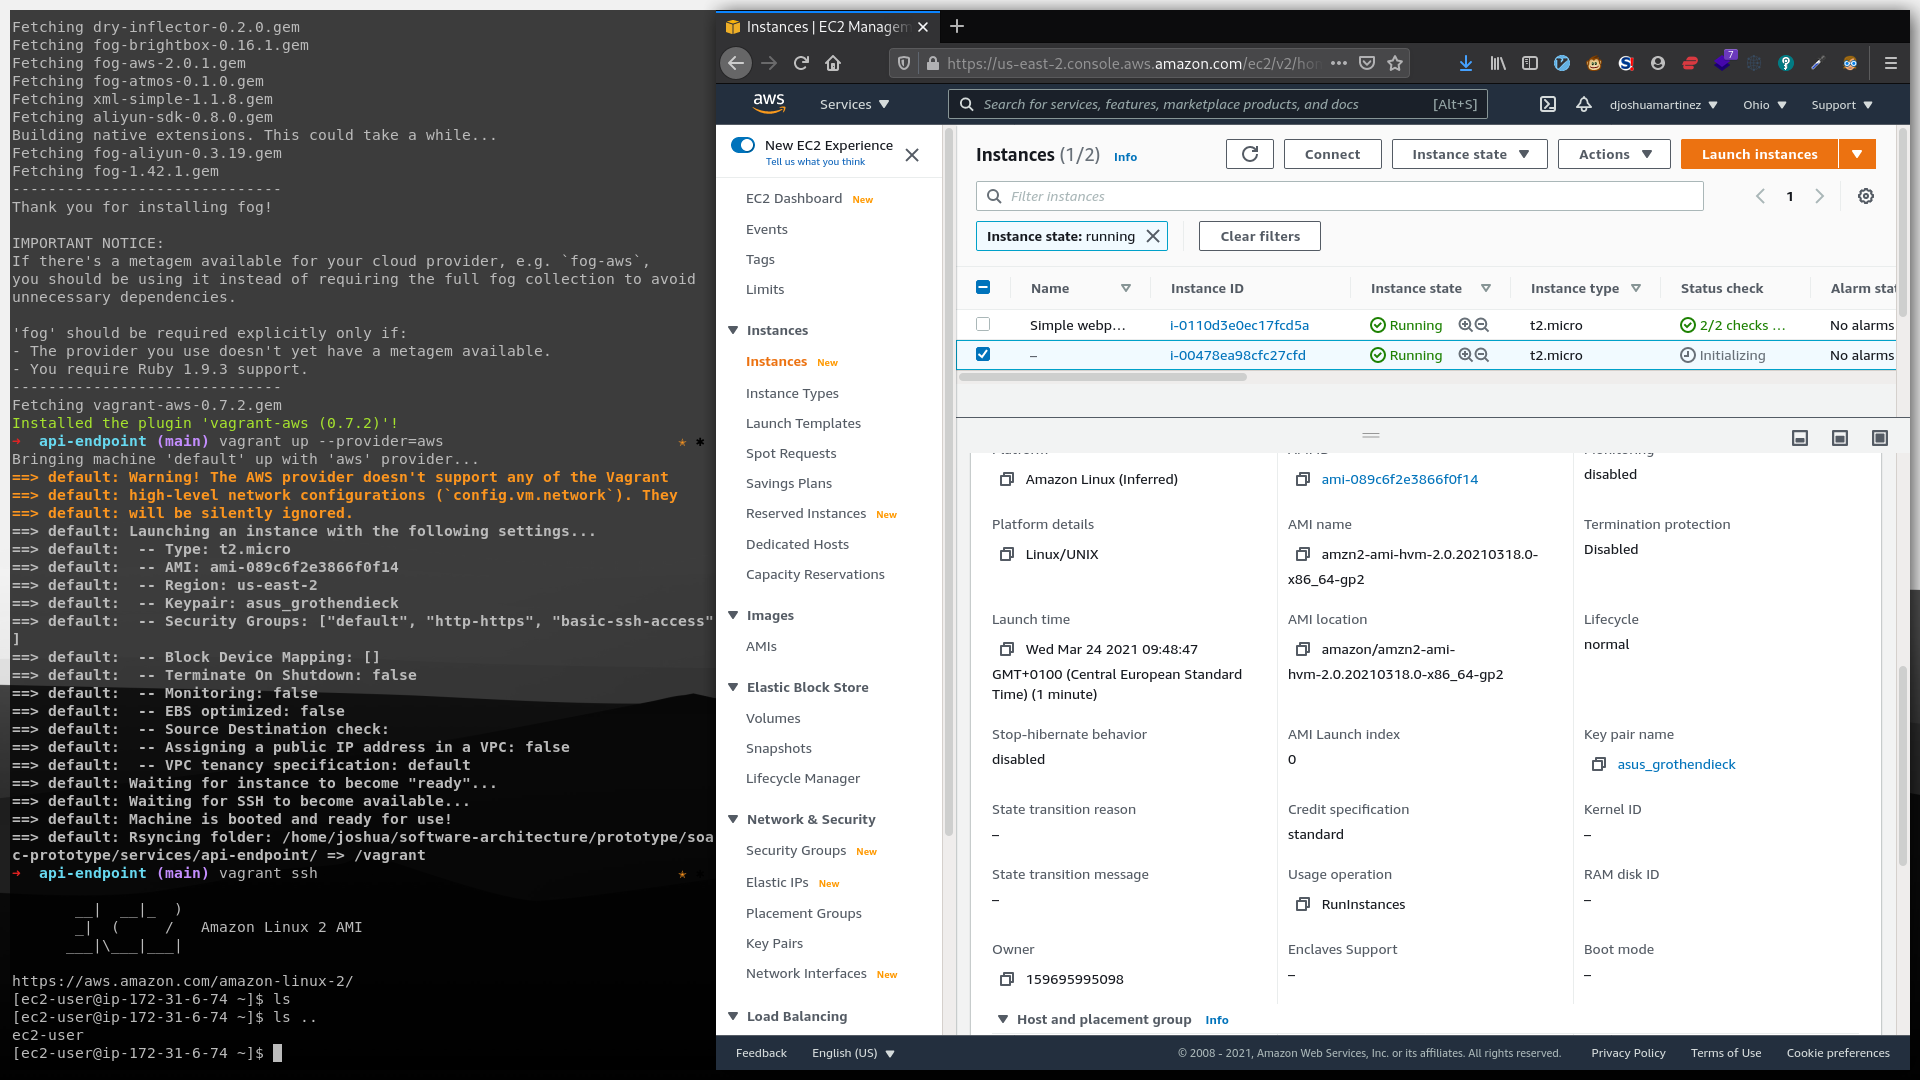 Fetching dry-inflector-0.2.0.gem
Fetching fog-brightbox-0.16.1.gem
Fetching fog-aws-2.0.1.gem
Fetching fog-atmos-0.1.0.gem
Fetching xml-simple-1.1.8.gem
Fetching aliyun-sdk-0.8.0.gem
Building native extensions. This could take a while...
Fetching fog-aliyun-0.3.19.gem
Fetching fog-1.42.1.gem
------------------------------
Thank you for installing fog!
IMPORTANT NOTICE:
If there's a metagem available for your cloud provider, e.g. `fog-aws`,
you should be using it instead of requiring the full fog collection to avoid
unnecessary dependencies.
'fog' should be required explicitly only if:
- The provider you use doesn't yet have a metagem available.
- You require Ruby 1.9.3 support.
------------------------------
Fetching vagrant-aws-0.7.2.gem
Installed the plugin 'vagrant-aws (0.7.2)'!
→ api-endpoint (main) vagrant up --provider=aws
Bringing machine 'default' up with 'aws' provider...
==> default: Warning! The AWS provider doesn't support any of the Vagrant
==> default: high-level network configurations (`config.vm.network`). They
==> default: will be silently ignored.
==> default: Launching an instance with the following settings...
==> default:  -- Type: t2.micro
==> default:  -- AMI: ami-089c6f2e3866f0f14
==> default:  -- Region: us-east-2
==> default:  -- Keypair: asus_grothendieck
==> default:  -- Security Groups: ["default", "http-https", "basic-ssh-access"
]
==> default:  -- Block Device Mapping: []
==> default:  -- Terminate On Shutdown: false
==> default:  -- Monitoring: false
==> default:  -- EBS optimized: false
==> default:  -- Source Destination check:
==> default:  -- Assigning a public IP address in a VPC: false
==> default:  -- VPC tenancy specification: default
==> default: Waiting for instance to become "ready"...
==> default: Waiting for SSH to become available...
==> default: Machine is booted and ready for use!
==> default: Rsyncing folder: /home/joshua/software-architecture/prototype/soa
c-prototype/services/api-endpoint/ => /vagrant
→ api-endpoint (main) vagrant ssh
       __|  __|_  )
       _|  (     /   Amazon Linux 2 AMI
      ___|\___|___|
https://aws.amazon.com/amazon-linux-2/
[ec2-user@ip-172-31-6-74 ~]$ ls
[ec2-user@ip-172-31-6-74 ~]$ ls ..
ec2-user
[ec2-user@ip-172-31-6-74 ~]$
Instances | EC2 Managem
https://us-east-2.console.aws.amazon.com/ec2/v2/ho
7
aws
Services
Search for services, features, marketplace products, and docs [Alt+S]
djoshuamartinez
Ohio
Support
New EC2 Experience
Tell us what you think
EC2 Dashboard New
Events
Tags
Limits
Instances
Instances New
Instance Types
Launch Templates
Spot Requests
Savings Plans
Reserved Instances New
Dedicated Hosts
Capacity Reservations
Images
AMIs
Elastic Block Store
Volumes
Snapshots
Lifecycle Manager
Network & Security
Security Groups New
Elastic IPs New
Placement Groups
Key Pairs
Network Interfaces New
Load Balancing
Instances (1/2) Info
Connect
Instance state
Actions
Launch instances
Filter instances
1
Instance state: running
Clear filters
Name Instance ID Instance state Instance type Status check Alarm stat
Simple webp... i-0110d3e0ec17fcd5a Running t2.micro 2/2 checks ... No alarms
– i-00478ea98cfc27cfd Running t2.micro Initializing No alarms
Amazon Linux (Inferred)
ami-089c6f2e3866f0f14
disabled
Platform details
Linux/UNIX
AMI name
amzn2-ami-hvm-2.0.20210318.0-
x86_64-gp2
Termination protection
Disabled
Launch time
Wed Mar 24 2021 09:48:47
GMT+0100 (Central European Standard
Time) (1 minute)
AMI location
amazon/amzn2-ami-
hvm-2.0.20210318.0-x86_64-gp2
Lifecycle
normal
Stop-hibernate behavior
disabled
AMI Launch index
0
Key pair name
asus_grothendieck
State transition reason
–
Credit specification
standard
Kernel ID
–
State transition message
–
Usage operation
RunInstances
RAM disk ID
–
Owner
159695995098
Enclaves Support
–
Boot mode
–
Host and placement group Info
Feedback
English (US)
© 2008 - 2021, Amazon Web Services, Inc. or its affiliates. All rights reserved.
Privacy Policy
Terms of Use
Cookie preferences